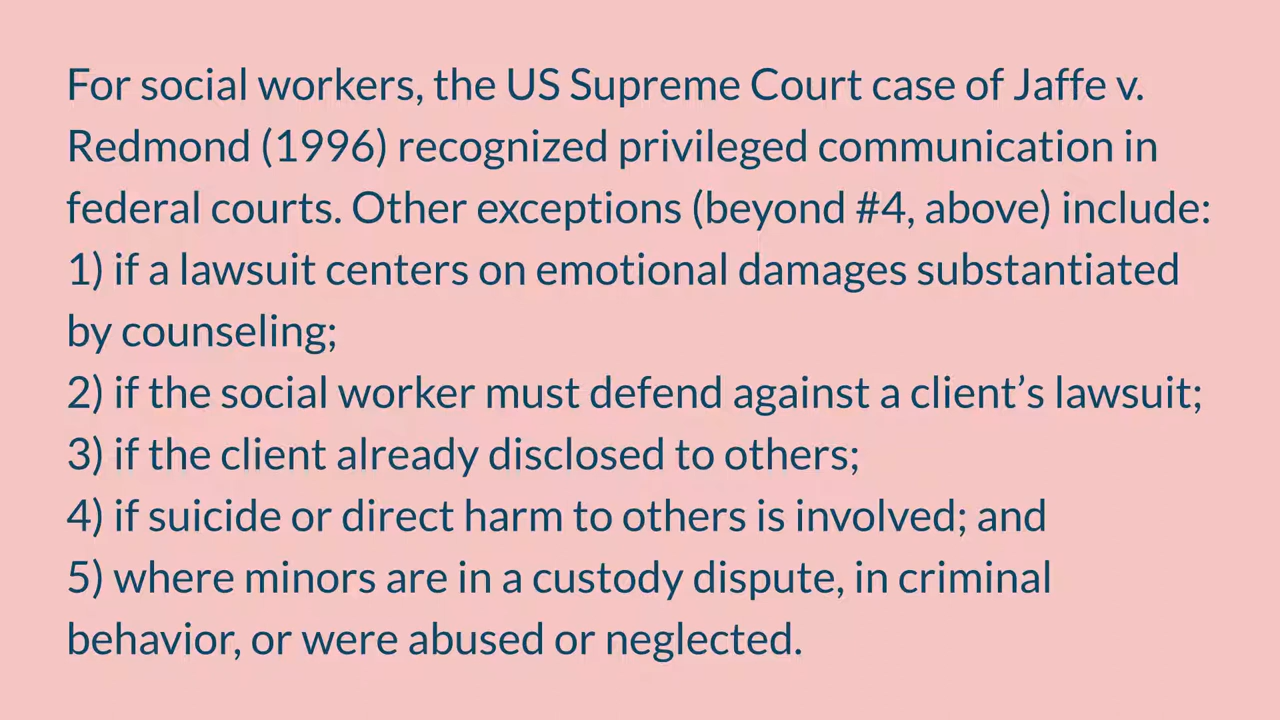 For social workers, the US Supreme Court case of Jaffe v.
Redmond (1996) recognized privileged communication in
federal courts. Other exceptions (beyond #4, above) include:
1) if a lawsuit centers on emotional damages substantiated
by counseling;
2) if the social worker must defend against a client’s lawsuit;
3) if the client already disclosed to others;
4) if suicide or direct harm to others is involved; and
5) where minors are in a custody dispute, in criminal
behavior, or were abused or neglected.